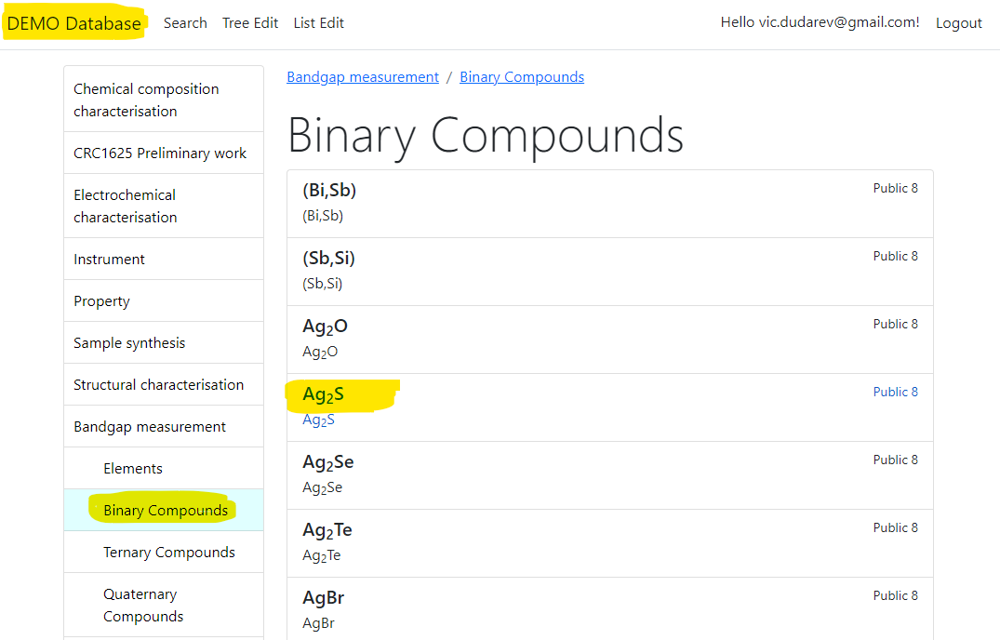 DEMO Database Search Tree Edit List Edit Hello vic.dudarev@gmail.com! Logout
Chemical composition
characterisation
CRC1625 Preliminary work
Electrochemical
characterisation
Instrument
Property
Sample synthesis
Structural characterisation
Bandgap measurement
Elements
Binary Compounds
Ternary Compounds
Quaternary
Compounds
Bandgap measurement / Binary Compounds
Binary Compounds
(Bi,Sb) Public 8
(Bi,Sb)
(Sb,Si) Public 8
(Sb,Si)
Ag₂O Public 8
Ag₂O
Ag₂S Public 8
Ag₂S
Ag₂Se Public 8
Ag₂Se
Ag₂Te Public 8
Ag₂Te
AgBr Public 8
AgBr